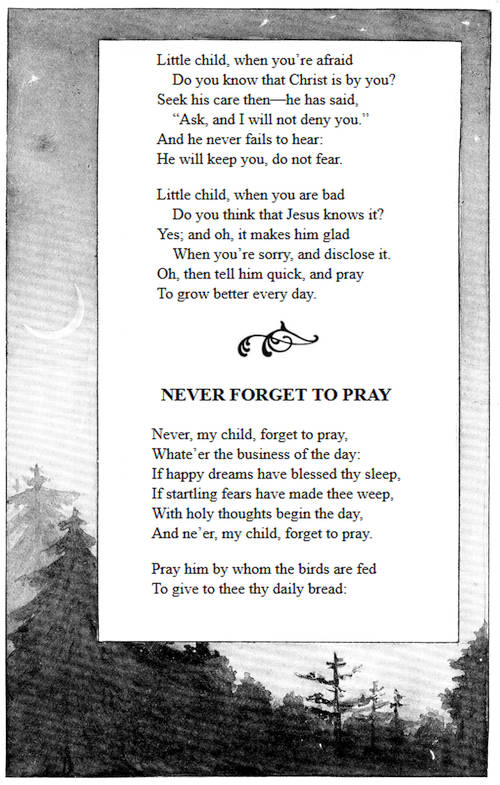 Little child, when you’re afraid
Do you know that Christ is by you?
Seek his care then—he has said,
“Ask, and I will not deny you.”
And he never fails to hear:
He will keep you, do not fear.
Little child, when you are bad
Do you think that Jesus knows it?
Yes; and oh, it makes him glad
When you’re sorry, and disclose it.
Oh, then tell him quick, and pray
To grow better every day.
NEVER FORGET TO PRAY
Never, my child, forget to pray,
Whate’er the business of the day:
If happy dreams have blessed thy sleep,
If startling fears have made thee weep,
With holy thoughts begin the day,
And ne’er, my child, forget to pray.
Pray him by whom the birds are fed
To give to thee thy daily bread: